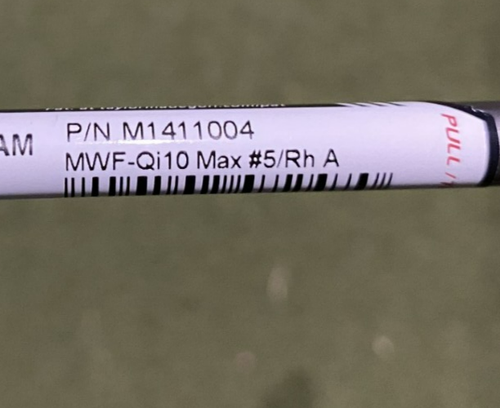 AM
P/N M1411004
MWF-Qi10 Max #5/Rh A
PULL /